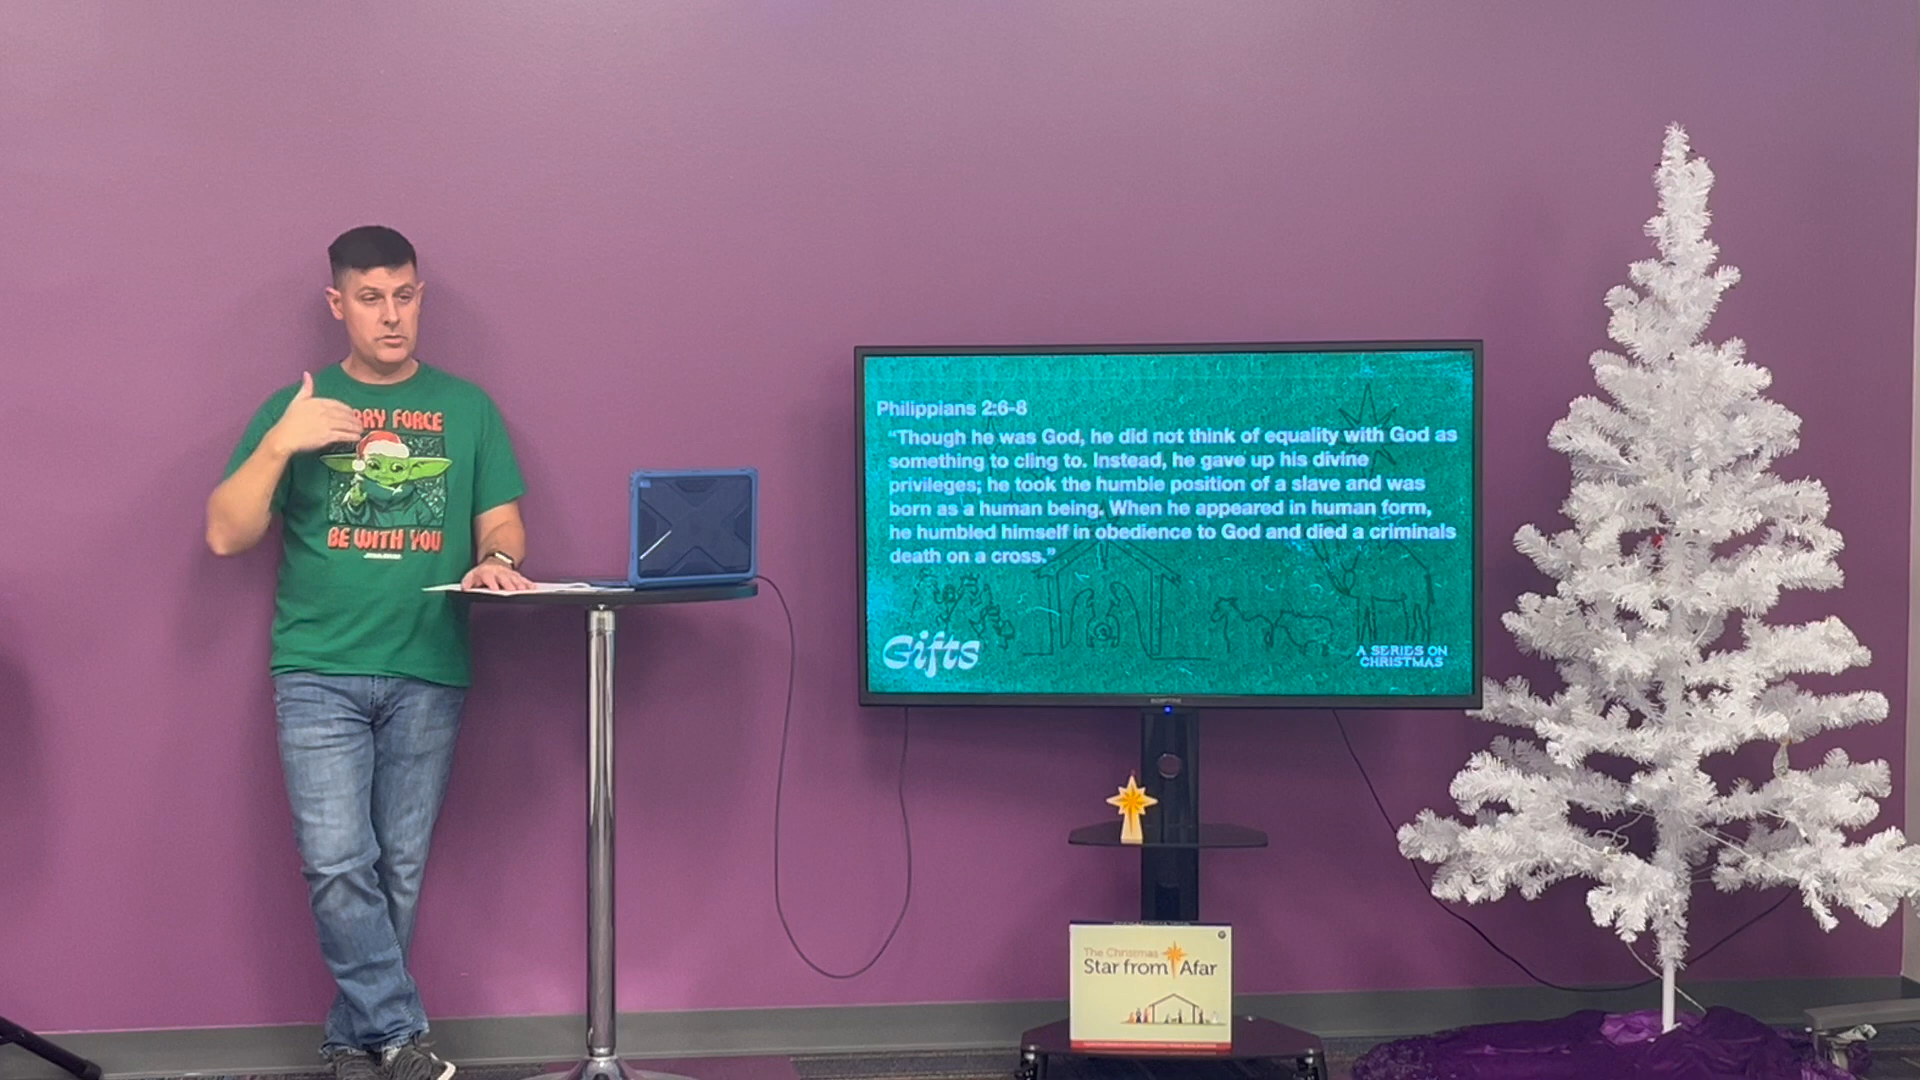 RRY FORCE
BE WITH YOU
Philippians 2:6-8
“Though he was God, he did not think of equality with God as
something to cling to. Instead, he gave up his divine
privileges; he took the humble position of a slave and was
born as a human being. When he appeared in human form,
he humbled himself in obedience to God and died a criminals
death on a cross.”
Gifts
A SERIES ON
CHRISTMAS
The Christmas
Star from Afar